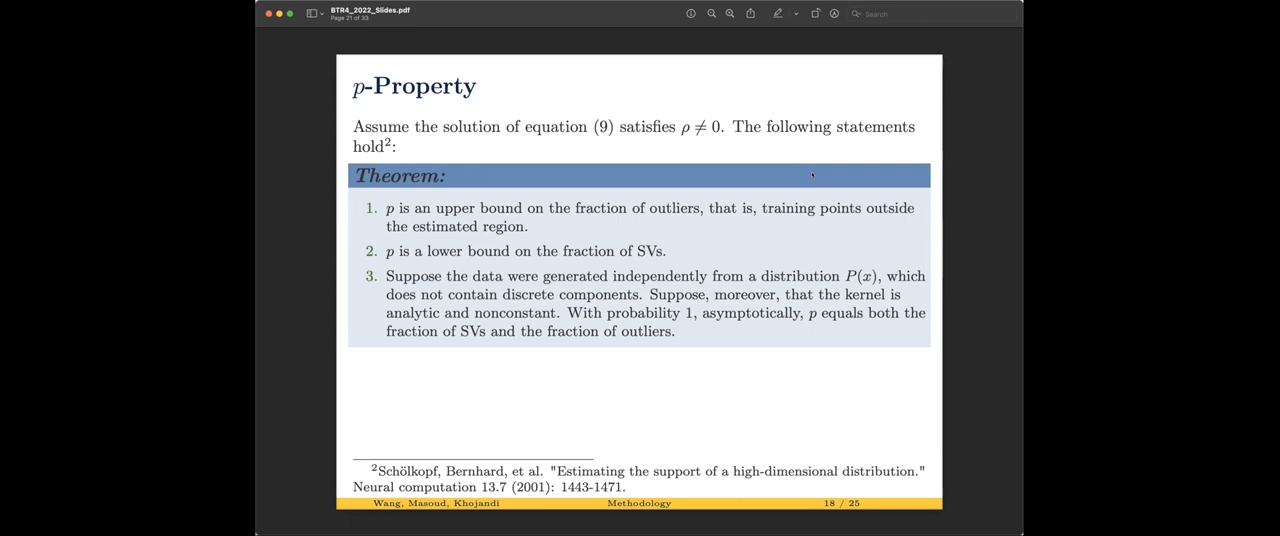 BTR4_2022_Slides.pdf
Page 21 of 33
Search
p-Property
Assume the solution of equation (9) satisfies ρ ≠ 0. The following statements
hold²:
Theorem:
1. p is an upper bound on the fraction of outliers, that is, training points outside
the estimated region.
2. p is a lower bound on the fraction of SVs.
3. Suppose the data were generated independently from a distribution P(x), which
does not contain discrete components. Suppose, moreover, that the kernel is
analytic and nonconstant. With probability 1, asymptotically, p equals both the
fraction of SVs and the fraction of outliers.
²Schölkopf, Bernhard, et al. "Estimating the support of a high-dimensional distribution."
Neural computation 13.7 (2001): 1443-1471.
Wang, Masoud, Khojandi Methodology 18 / 25